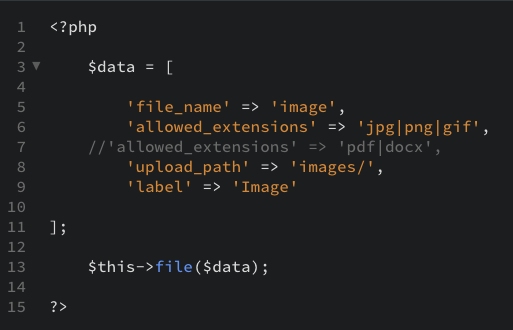 1 <?php
2
3 $data = [
4
5 'file_name' => 'image',
6 'allowed_extensions' => 'jpg|png|gif',
7 //'allowed_extensions' => 'pdf|docx',
8 'upload_path' => 'images/',
9 'label' => 'Image'
10
11 ];
12
13 $this->file($data);
14
15 ?>